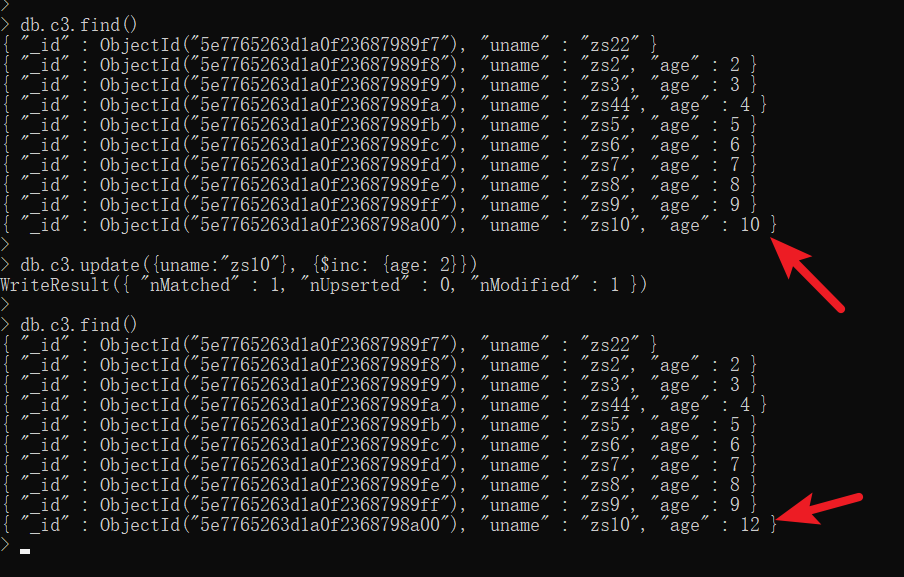 >
> db.c3.find()
{ "_id" : ObjectId("5e7765263d1a0f23687989f7"), "uname" : "zs22" }
{ "_id" : ObjectId("5e7765263d1a0f23687989f8"), "uname" : "zs2", "age" : 2 }
{ "_id" : ObjectId("5e7765263d1a0f23687989f9"), "uname" : "zs3", "age" : 3 }
{ "_id" : ObjectId("5e7765263d1a0f23687989fa"), "uname" : "zs44", "age" : 4 }
{ "_id" : ObjectId("5e7765263d1a0f23687989fb"), "uname" : "zs5", "age" : 5 }
{ "_id" : ObjectId("5e7765263d1a0f23687989fc"), "uname" : "zs6", "age" : 6 }
{ "_id" : ObjectId("5e7765263d1a0f23687989fd"), "uname" : "zs7", "age" : 7 }
{ "_id" : ObjectId("5e7765263d1a0f23687989fe"), "uname" : "zs8", "age" : 8 }
{ "_id" : ObjectId("5e7765263d1a0f23687989ff"), "uname" : "zs9", "age" : 9 }
{ "_id" : ObjectId("5e7765263d1a0f2368798a00"), "uname" : "zs10", "age" : 10 }
>
> db.c3.update({uname:"zs10"}, {$inc: {age: 2}})
WriteResult({ "nMatched" : 1, "nUpserted" : 0, "nModified" : 1 })
>
> db.c3.find()
{ "_id" : ObjectId("5e7765263d1a0f23687989f7"), "uname" : "zs22" }
{ "_id" : ObjectId("5e7765263d1a0f23687989f8"), "uname" : "zs2", "age" : 2 }
{ "_id" : ObjectId("5e7765263d1a0f23687989f9"), "uname" : "zs3", "age" : 3 }
{ "_id" : ObjectId("5e7765263d1a0f23687989fa"), "uname" : "zs44", "age" : 4 }
{ "_id" : ObjectId("5e7765263d1a0f23687989fb"), "uname" : "zs5", "age" : 5 }
{ "_id" : ObjectId("5e7765263d1a0f23687989fc"), "uname" : "zs6", "age" : 6 }
{ "_id" : ObjectId("5e7765263d1a0f23687989fd"), "uname" : "zs7", "age" : 7 }
{ "_id" : ObjectId("5e7765263d1a0f23687989fe"), "uname" : "zs8", "age" : 8 }
{ "_id" : ObjectId("5e7765263d1a0f23687989ff"), "uname" : "zs9", "age" : 9 }
{ "_id" : ObjectId("5e7765263d1a0f2368798a00"), "uname" : "zs10", "age" : 12 }
>